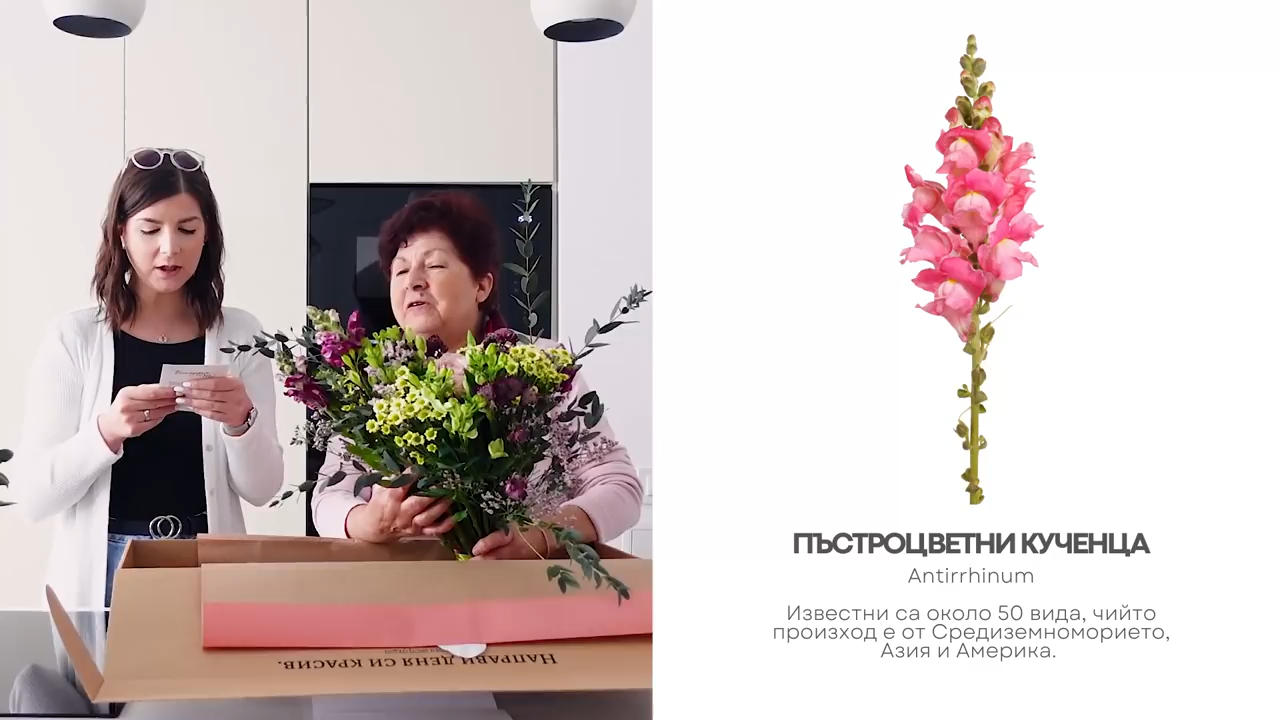 НАПРАВИ ДЕНЯ СИ КРАСИВ.
ПЪСТРОЦВЕТНИ КУЧЕНЦА
Antirrhinum
Известни са около 50 вида, чийто
произход е от Средиземноморието,
Азия и Америка.